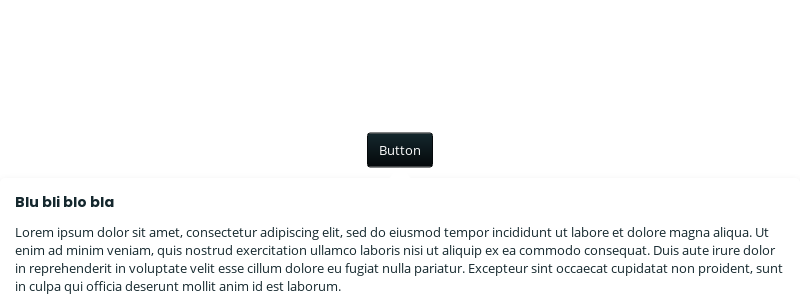 Button
Blu bli blo bla
Lorem ipsum dolor sit amet, consectetur adipiscing elit, sed do eiusmod tempor incididunt ut labore et dolore magna aliqua. Ut
enim ad minim veniam, quis nostrud exercitation ullamco laboris nisi ut aliquip ex ea commodo consequat. Duis aute irure dolor
in reprehenderit in voluptate velit esse cillum dolore eu fugiat nulla pariatur. Excepteur sint occaecat cupidatat non proident, sunt
in culpa qui officia deserunt mollit anim id est laborum.